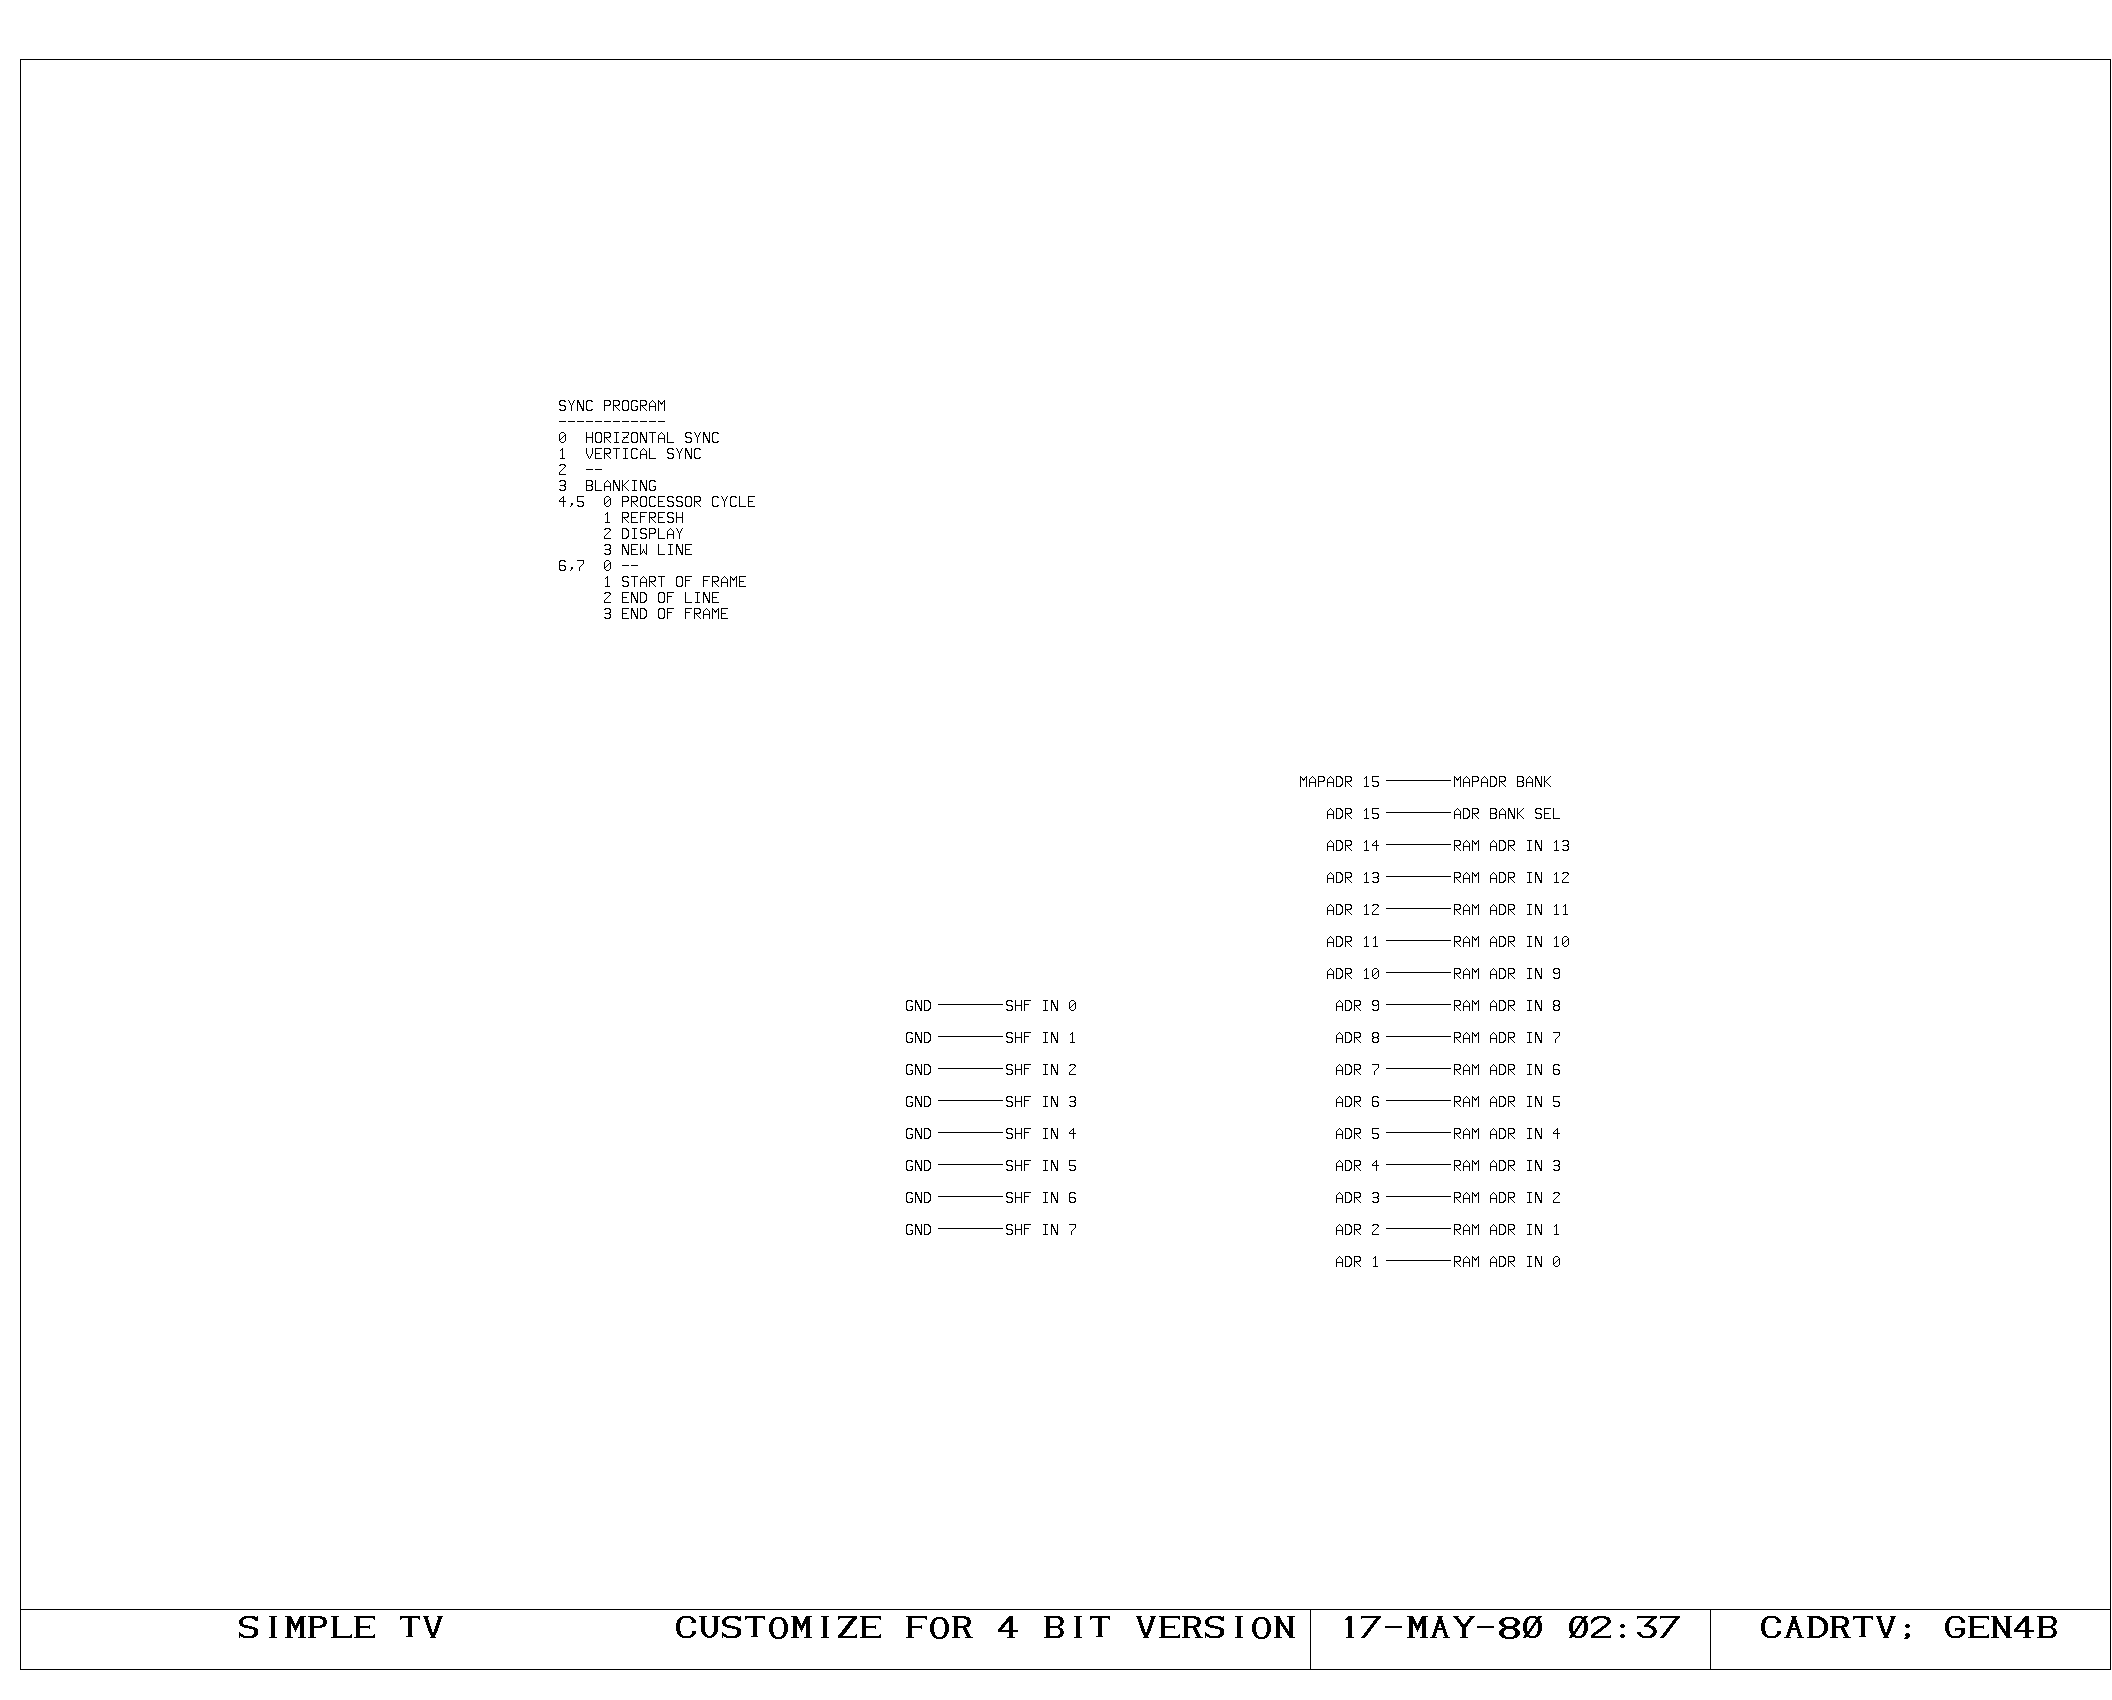 SYNC PROGRAM
------------
0  HORIZONTAL SYNC
1  VERTICAL SYNC
2  --
3  BLANKING
4,5  0 PROCESSOR CYCLE
     1 REFRESH
     2 DISPLAY
     3 NEW LINE
6,7  0 --
     1 START OF FRAME
     2 END OF LINE
     3 END OF FRAME
MAPADR 15 MAPADR BANK
ADR 15 ADR BANK SEL
ADR 14 RAM ADR IN 13
ADR 13 RAM ADR IN 12
ADR 12 RAM ADR IN 11
ADR 11 RAM ADR IN 10
ADR 10 RAM ADR IN 9
ADR 9 RAM ADR IN 8
ADR 8 RAM ADR IN 7
ADR 7 RAM ADR IN 6
ADR 6 RAM ADR IN 5
ADR 5 RAM ADR IN 4
ADR 4 RAM ADR IN 3
ADR 3 RAM ADR IN 2
ADR 2 RAM ADR IN 1
ADR 1 RAM ADR IN 0
GND SHF IN 0
GND SHF IN 1
GND SHF IN 2
GND SHF IN 3
GND SHF IN 4
GND SHF IN 5
GND SHF IN 6
GND SHF IN 7
SIMPLE TV CUSTOMIZE FOR 4 BIT VERSION 17-MAY-80 02:37 CADRTV; GEN4B